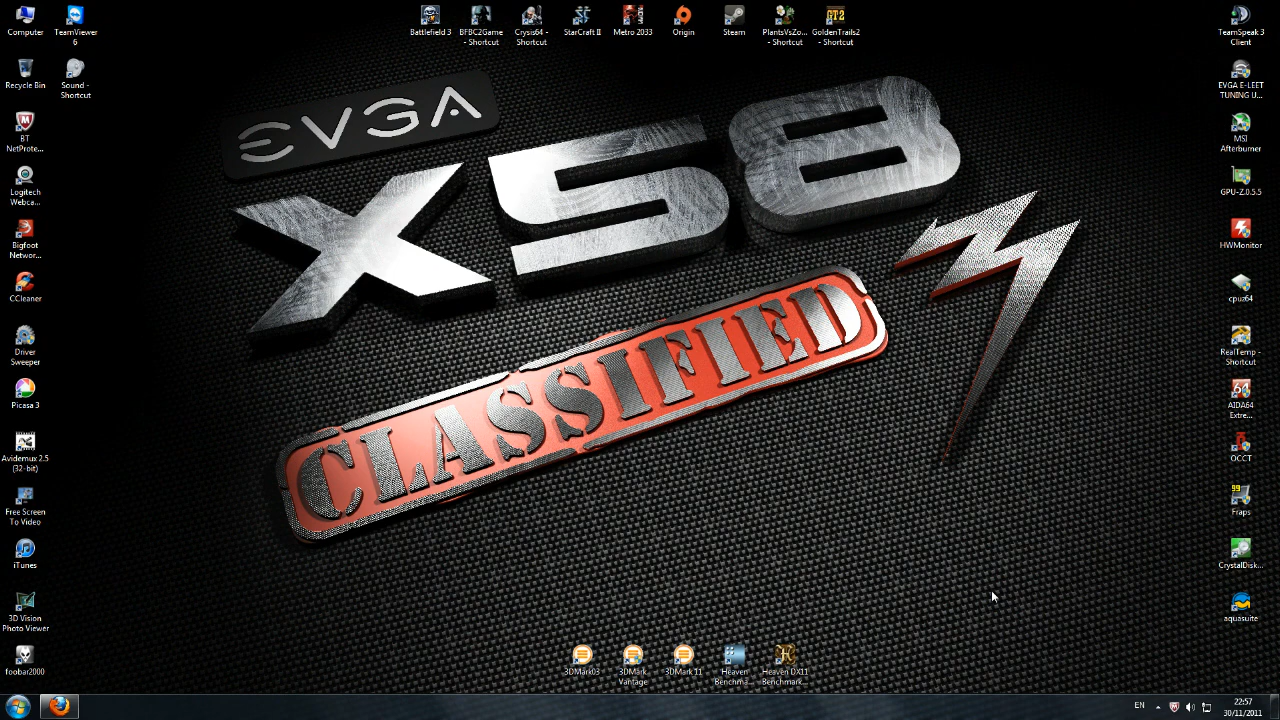 Computer
TeamViewer
6
Recycle Bin
Sound -
Shortcut
BT
NetProte...
Logitech
Webca...
Bigfoot
Networ...
CCleaner
Driver
Sweeper
Picasa 3
Avidemux 2.5
(32-bit)
Free Screen
To Video
iTunes
3D Vision
Photo Viewer
foobar2000
Battlefield 3
BFBC2Game
- Shortcut
Crysis64 -
Shortcut
StarCraft II
Metro 2033
Origin
Steam
PlantsVsZo...
- Shortcut
GT2
GoldenTrails2
- Shortcut
EVGA
X58
CLASSIFIED
3DMark03
3DMark
Vantage
3DMark 11
Heaven
Benchma...
Heaven DX11
Benchmark...
TeamSpeak 3
Client
EVGA E-LEET
TUNING U...
MSI
Afterburner
GPU-Z.0.5.5
HWMonitor
cpuz64
RealTemp -
Shortcut
64
AIDA64
Extre...
OCCT
99
Fraps
CrystalDisk...
aquasuite
EN
22:57
30/11/2011